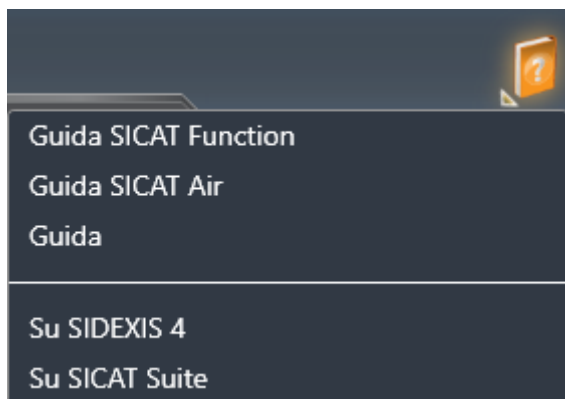 ?
Guida SICAT Function
Guida SICAT Air
Guida
Su SIDEXIS 4
Su SICAT Suite